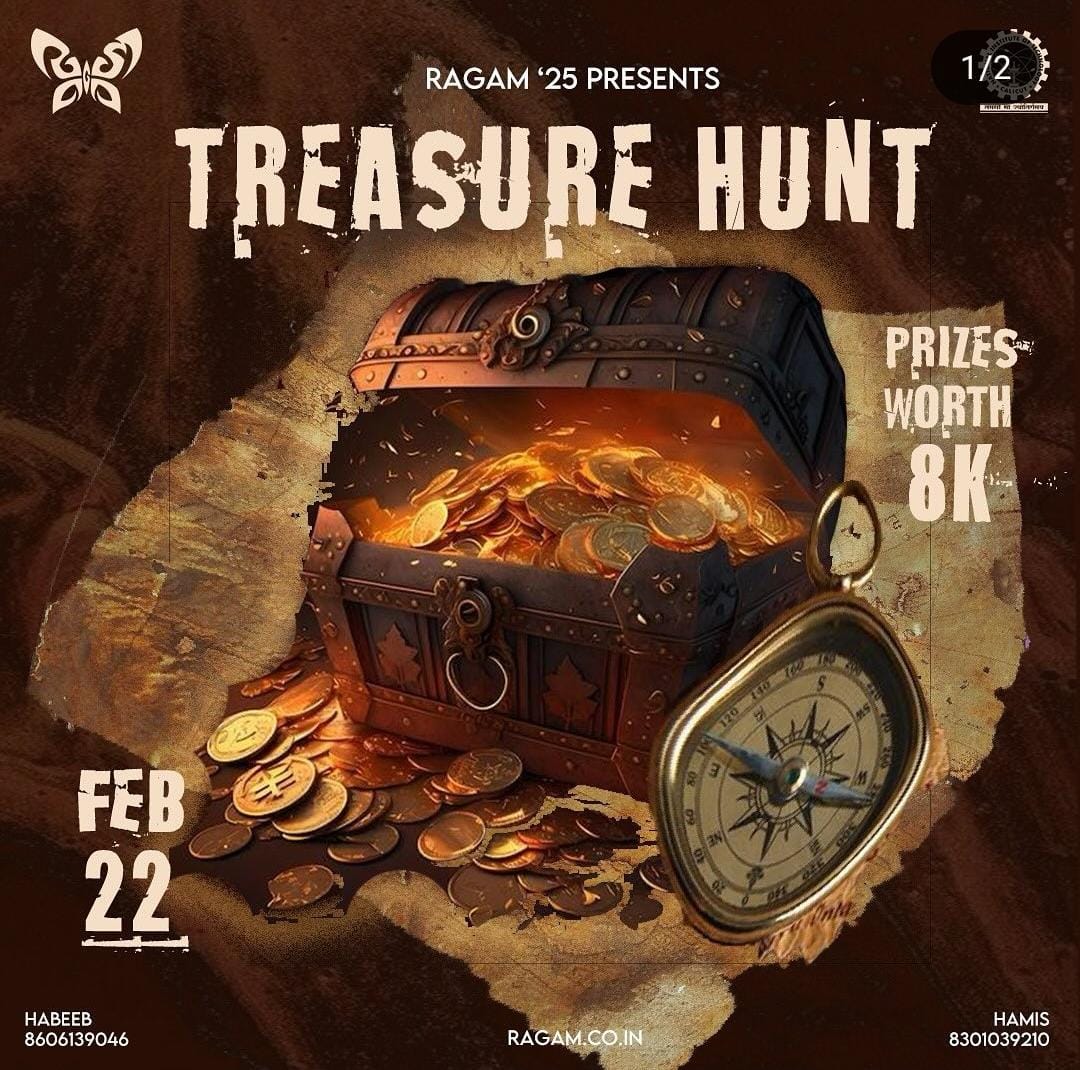 RAGAM ‘25 PRESENTS
1/2
TREASURE HUNT
PRIZES
WORTH
8K
FEB
22
HABEEB
8606139046
RAGAM.CO.IN
HAMIS
8301039210